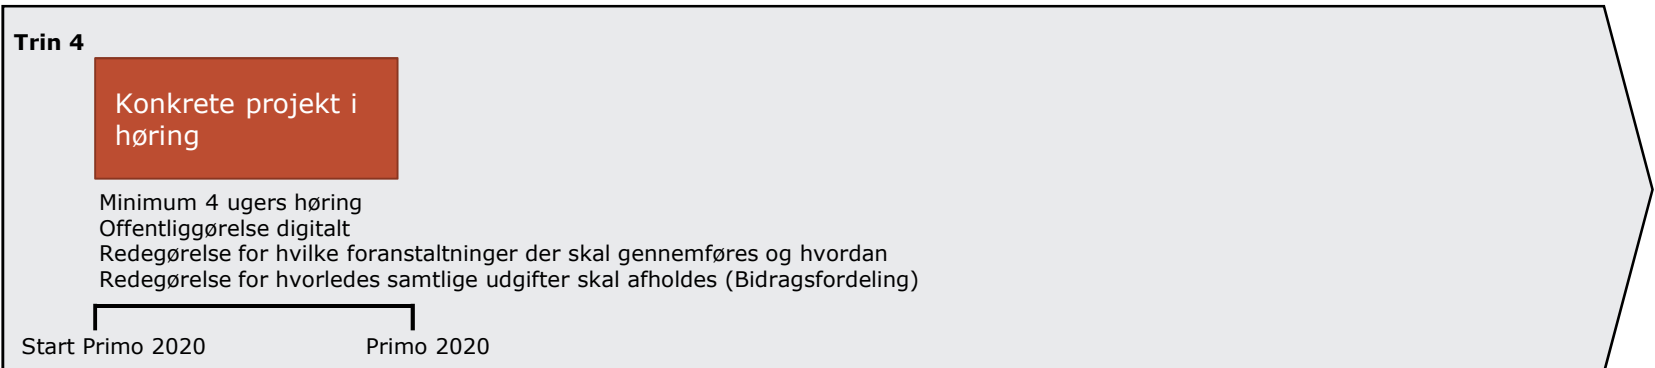 Trin 4
Konkrete projekt i
høring
Minimum 4 ugers høring
Offentliggørelse digitalt
Redegørelse for hvilke foranstaltninger der skal gennemføres og hvordan
Redegørelse for hvorledes samtlige udgifter skal afholdes (Bidragsfordeling)
Start Primo 2020
Primo 2020